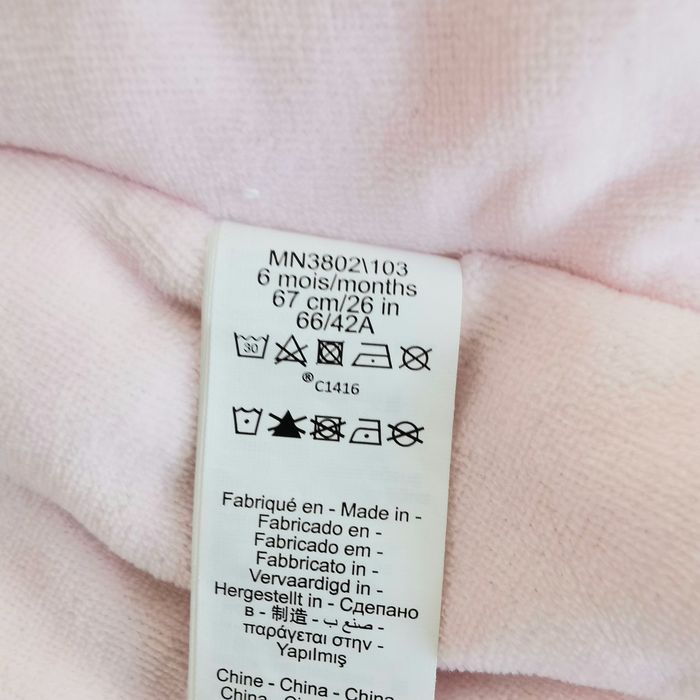 MN3802\103
6 mois/months
67 cm/26 in
66/42A
30
®C1416
Fabriqué en - Made in -
Fabricado en -
Fabricado em -
Fabbricato in -
Vervaardigd in -
Hergestellt in - Сделано
в - 制造 - صنع ب -
παράγεται στην -
Yapılmış
Chine - China - China
China